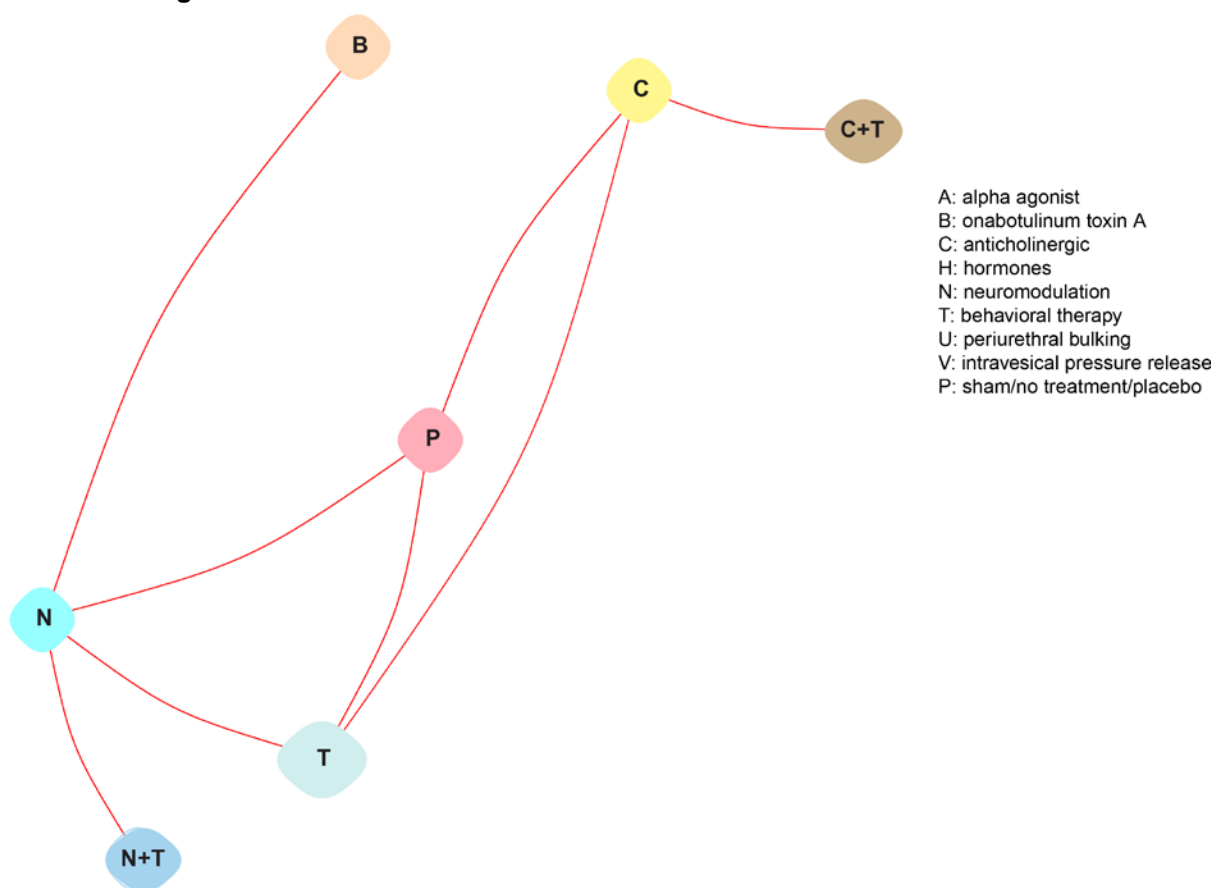 B
C
C+T
A: alpha agonist
B: onabotulinum toxin A
C: anticholinergic
H: hormones
N: neuromodulation
T: behavioral therapy
U: periurethral bulking
V: intravesical pressure release
P: sham/no treatment/placebo
P
N
T
N+T